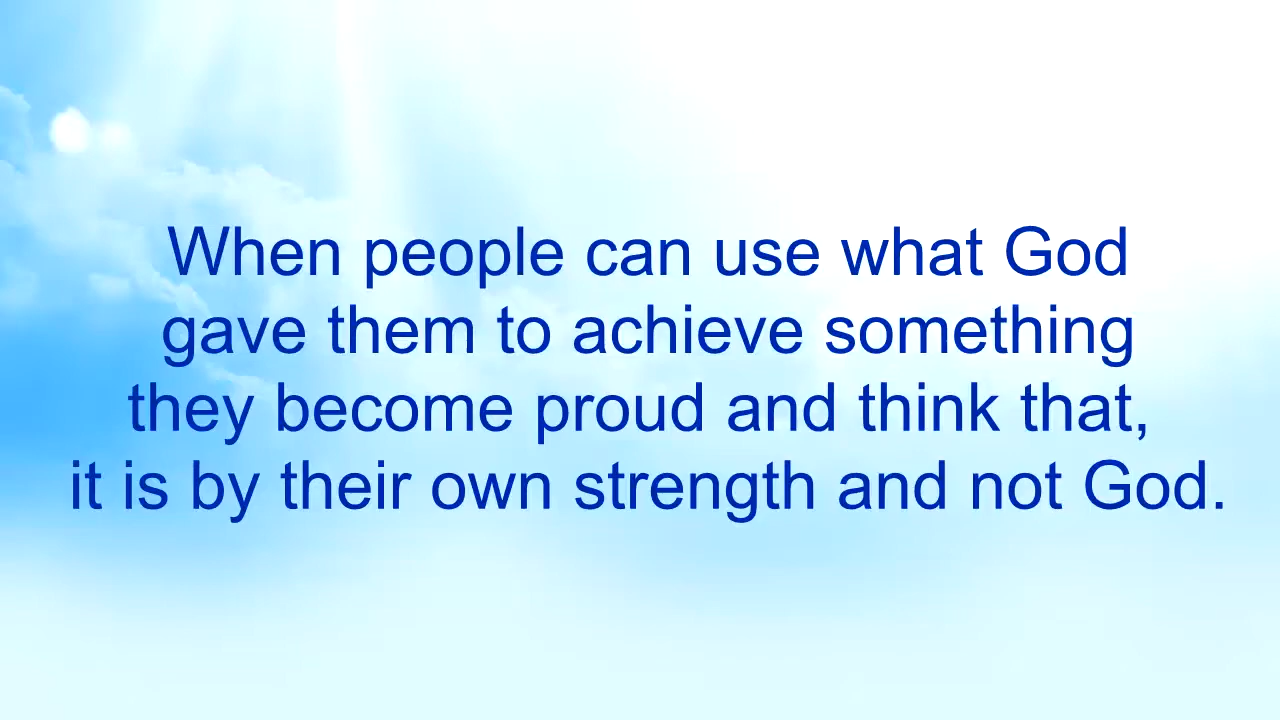 When people can use what God
gave them to achieve something
they become proud and think that,
it is by their own strength and not God.